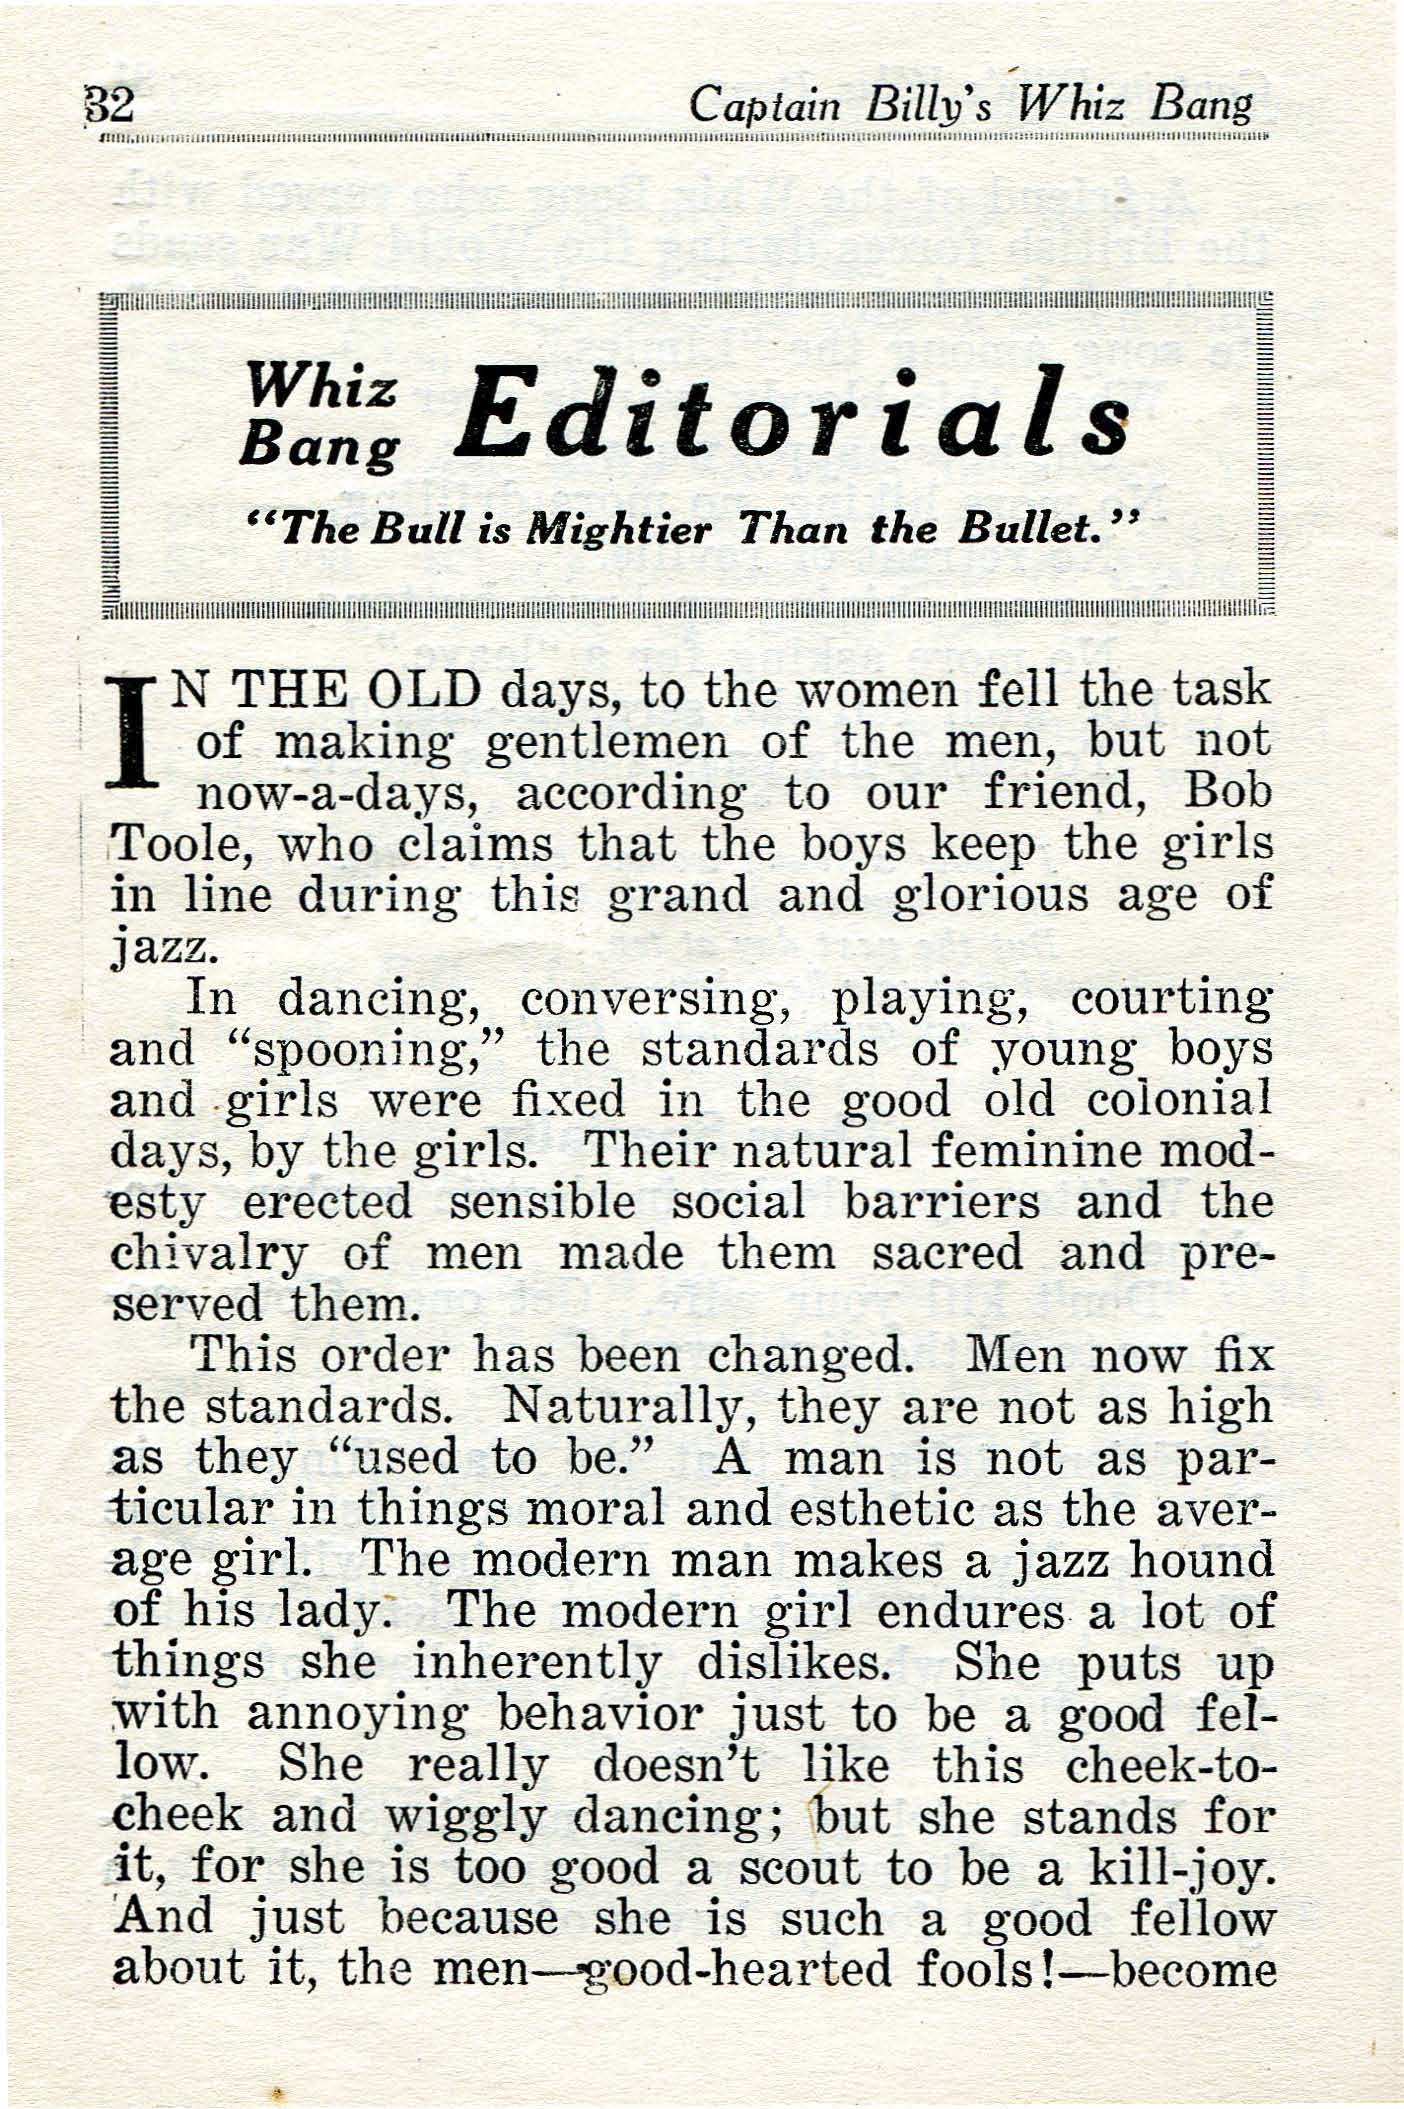 32 Captain Billy's Whiz Bang
Whiz Bang Editorials
"The Bull is Mightier Than the Bullet."
IN THE OLD days, to the women fell the task
of making gentlemen of the men, but not
now-a-days, according to our friend, Bob
Toole, who claims that the boys keep the girls
in line during this grand and glorious age of
jazz.
In dancing, conversing, playing, courting
and "spooning," the standards of young boys
and girls were fixed in the good old colonial
days, by the girls. Their natural feminine mod-
esty erected sensible social barriers and the
chivalry of men made them sacred and pre-
served them.
This order has been changed. Men now fix
the standards. Naturally, they are not as high
as they "used to be." A man is not as par-
ticular in things moral and esthetic as the aver-
age girl. The modern man makes a jazz hound
of his lady. The modern girl endures a lot of
things she inherently dislikes. She puts up
with annoying behavior just to be a good fel-
low. She really doesn't like this cheek-to-
cheek and wiggly dancing; but she stands for
it, for she is too good a scout to be a kill-joy.
And just because she is such a good fellow
about it, the men—good-hearted fools!—become